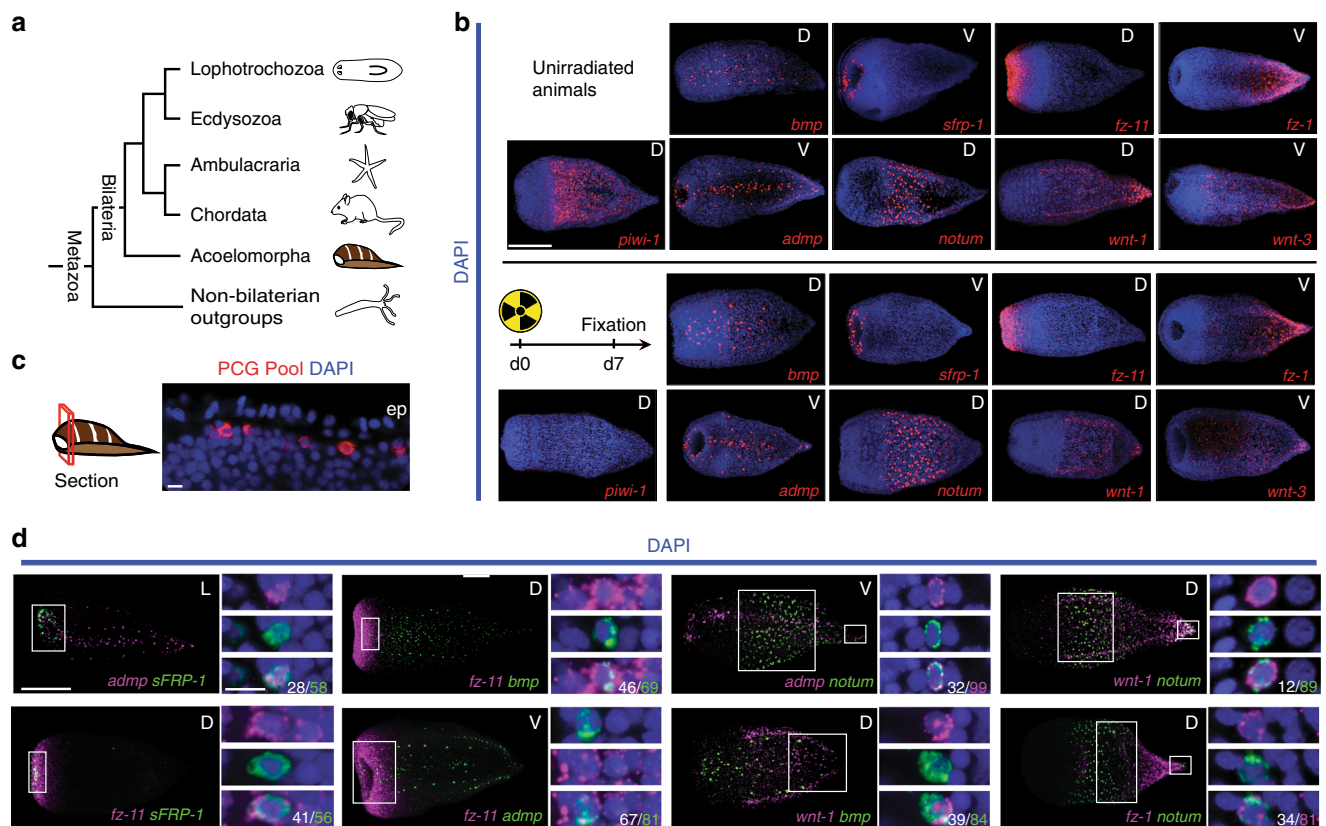 a
Lophotrochozoa
Ecdysozoa
Ambulacraria
Chordata
Acoelomorpha
Non-bilaterian
outgroups
Bilateria
Metazoa
b
DAPI
Unirradiated
animals
D
bmp
V
sfrp-1
D
fz-11
V
fz-1
D
piwi-1
V
admp
D
notum
D
wnt-1
V
wnt-3
Fixation
d0 d7
D
bmp
V
sfrp-1
D
fz-11
V
fz-1
D
piwi-1
V
admp
D
notum
D
wnt-1
V
wnt-3
c
PCG Pool DAPI
ep
Section
d
DAPI
L
admp sFRP-1
28/58
D
fz-11 bmp
46/69
V
admp notum
32/99
D
wnt-1 notum
12/89
D
fz-11 sFRP-1
41/56
V
fz-11 admp
67/81
D
wnt-1 bmp
39/84
D
fz-1 notum
34/81